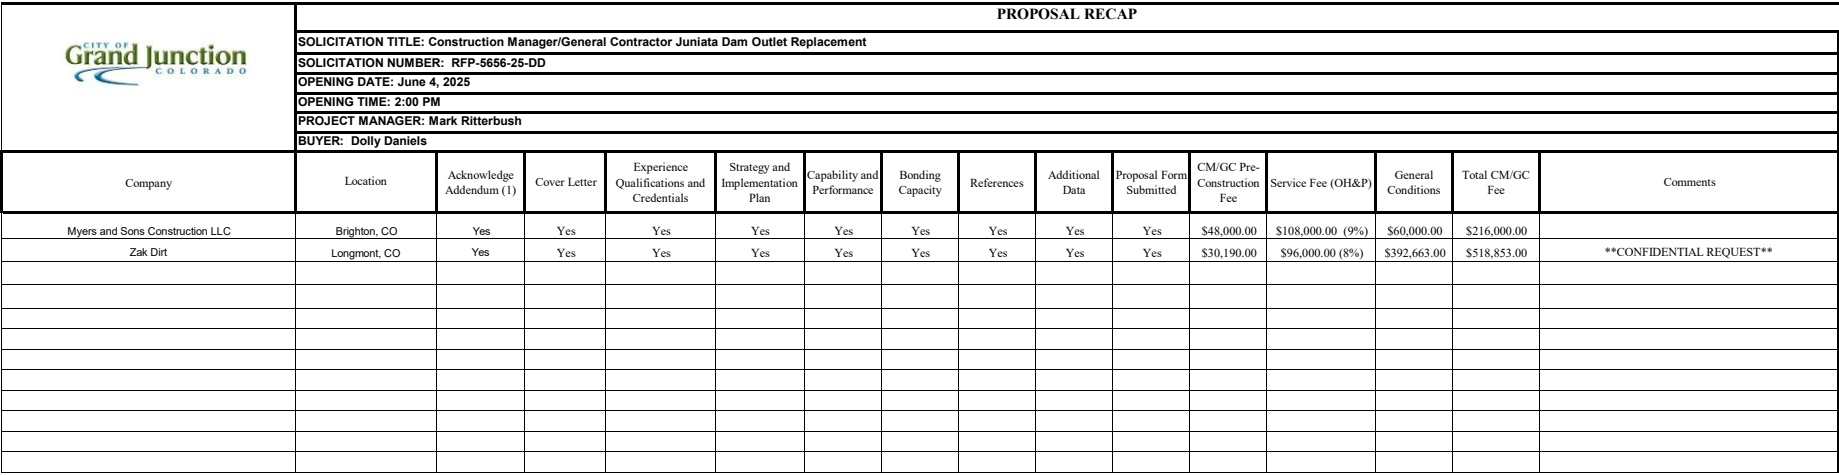 PROPOSAL RECAP
CITY OF
Grand Junction
COLORADO
SOLICITATION TITLE: Construction Manager/General Contractor Juniata Dam Outlet Replacement
SOLICITATION NUMBER: RFP-5656-25-DD
OPENING DATE: June 4, 2025
OPENING TIME: 2:00 PM
PROJECT MANAGER: Mark Ritterbush
BUYER: Dolly Daniels
Company
Location
Acknowledge
Addendum (1)
Cover Letter
Experience
Qualifications and
Credentials
Strategy and
Implementation
Plan
Capability and
Performance
Bonding
Capacity
References
Additional
Data
Proposal Form
Submitted
CM/GC Pre-
Construction
Fee
Service Fee (OH&P)
General
Conditions
Total CM/GC
Fee
Comments
Myers and Sons Construction LLC Brighton, CO Yes Yes Yes Yes Yes Yes Yes Yes Yes $48,000.00 $108,000.00 (9%) $60,000.00 $216,000.00
Zak Dirt Longmont, CO Yes Yes Yes Yes Yes Yes Yes Yes Yes $30,190.00 $96,000.00 (8%) $392,663.00 $518,853.00 **CONFIDENTIAL REQUEST**